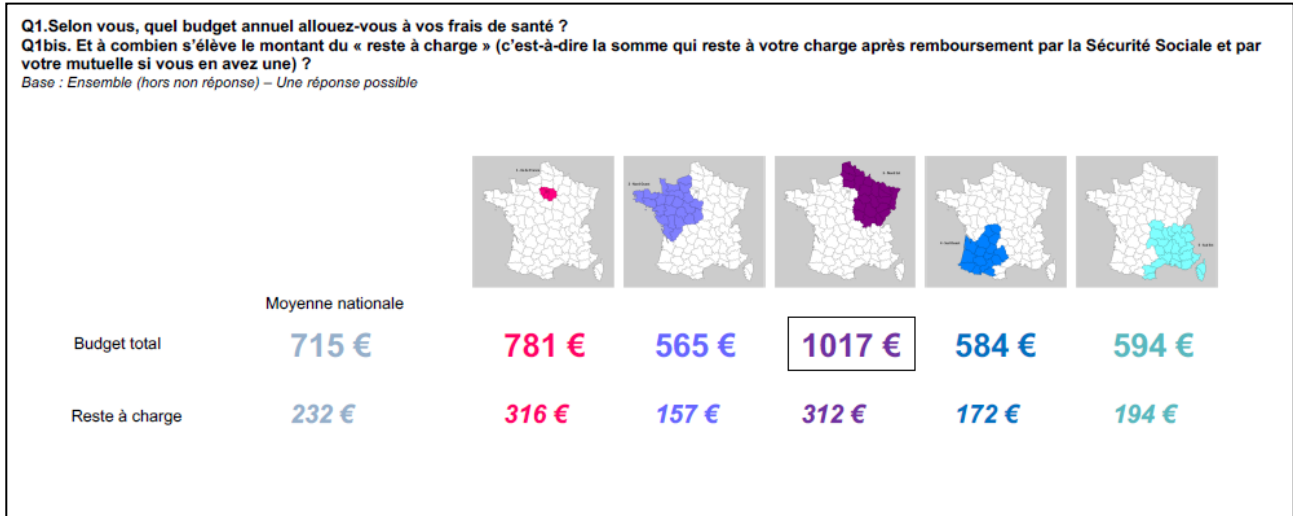 Q1.Selon vous, quel budget annuel allouez-vous à vos frais de santé ?
Q1bis. Et à combien s’élève le montant du « reste à charge » (c’est-à-dire la somme qui reste à votre charge après remboursement par la Sécurité Sociale et par
votre mutuelle si vous en avez une) ?
Base : Ensemble (hors non réponse) – Une réponse possible
Moyenne nationale
Budget total 715 € 781 € 565 € 1017 € 584 € 594 €
Reste à charge 232 € 316 € 157 € 312 € 172 € 194 €